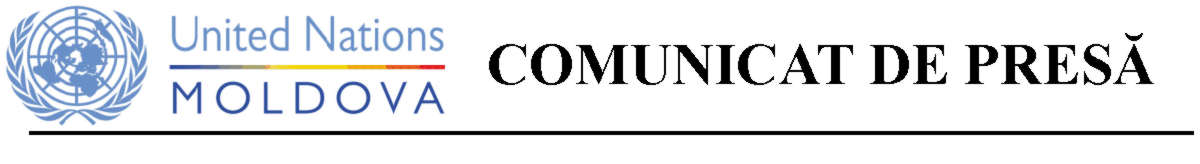 United Nations
MOLDOVA
COMUNICAT DE PRESĂ